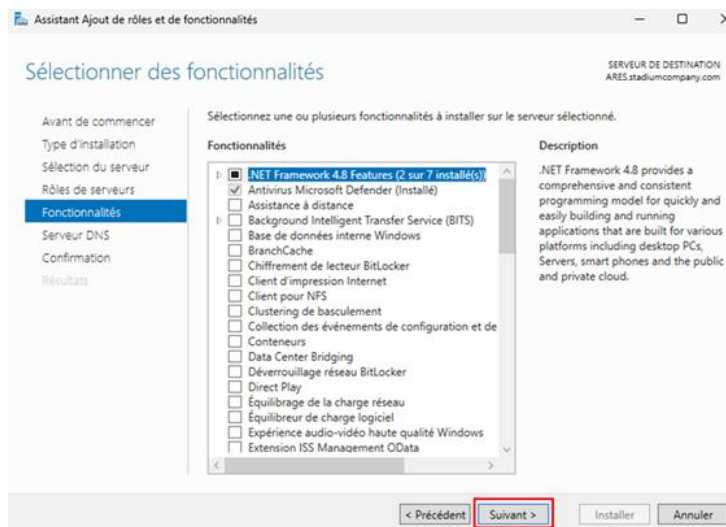 Assistant Ajout de rôles et de fonctionnalités
Sélectionner des fonctionnalités
SERVEUR DE DESTINATION
ARES.stadiumcompany.com
Avant de commencer
Type d'installation
Sélection du serveur
Rôles de serveurs
Fonctionnalités
Serveur DNS
Confirmation
Résultats
Sélectionnez une ou plusieurs fonctionnalités à installer sur le serveur sélectionné.
Fonctionnalités
.NET Framework 4.8 Features (2 sur 7 installé(s))
Antivirus Microsoft Defender (Installé)
Assistance à distance
Background Intelligent Transfer Service (BITS)
Base de données interne Windows
BranchCache
Chiffrement de lecteur BitLocker
Client d'impression Internet
Client pour NFS
Clustering de basculement
Collection des événements de configuration et de
Conteneurs
Data Center Bridging
Déverrouillage réseau BitLocker
Direct Play
Équilibrage de la charge réseau
Équilibreur de charge logiciel
Expérience audio-vidéo haute qualité Windows
Extension ISS Management OData
Description
.NET Framework 4.8 provides a
comprehensive and consistent
programming model for quickly and
easily building and running
applications that are built for various
platforms including desktop PCs,
Servers, smart phones and the public
and private cloud.
< Précédent
Suivant >
Installer
Annuler